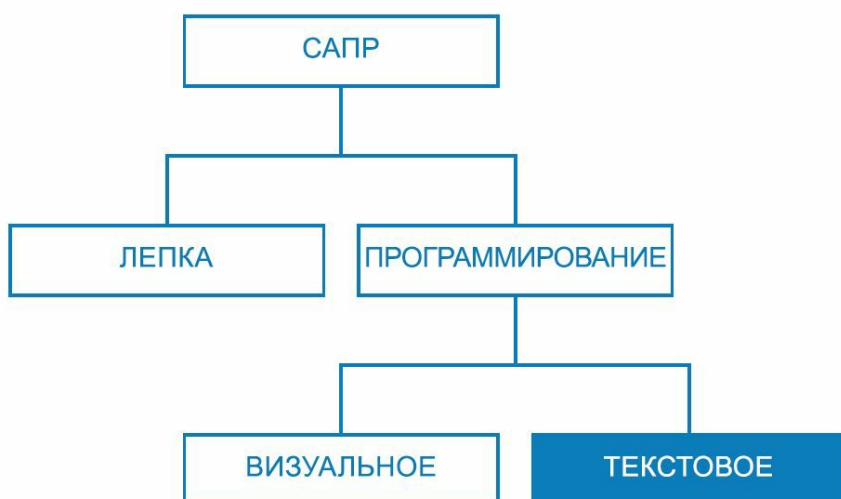 САПР
ЛЕПКА
ПРОГРАММИРОВАНИЕ
ВИЗУАЛЬНОЕ
ТЕКСТОВОЕ